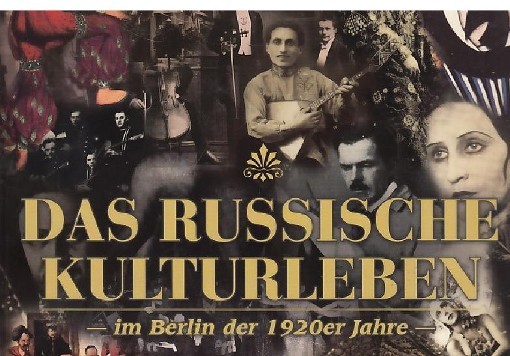 DAS RUSSISCHE
KULTURLEBEN
— im Berlin der 1920er Jahre —